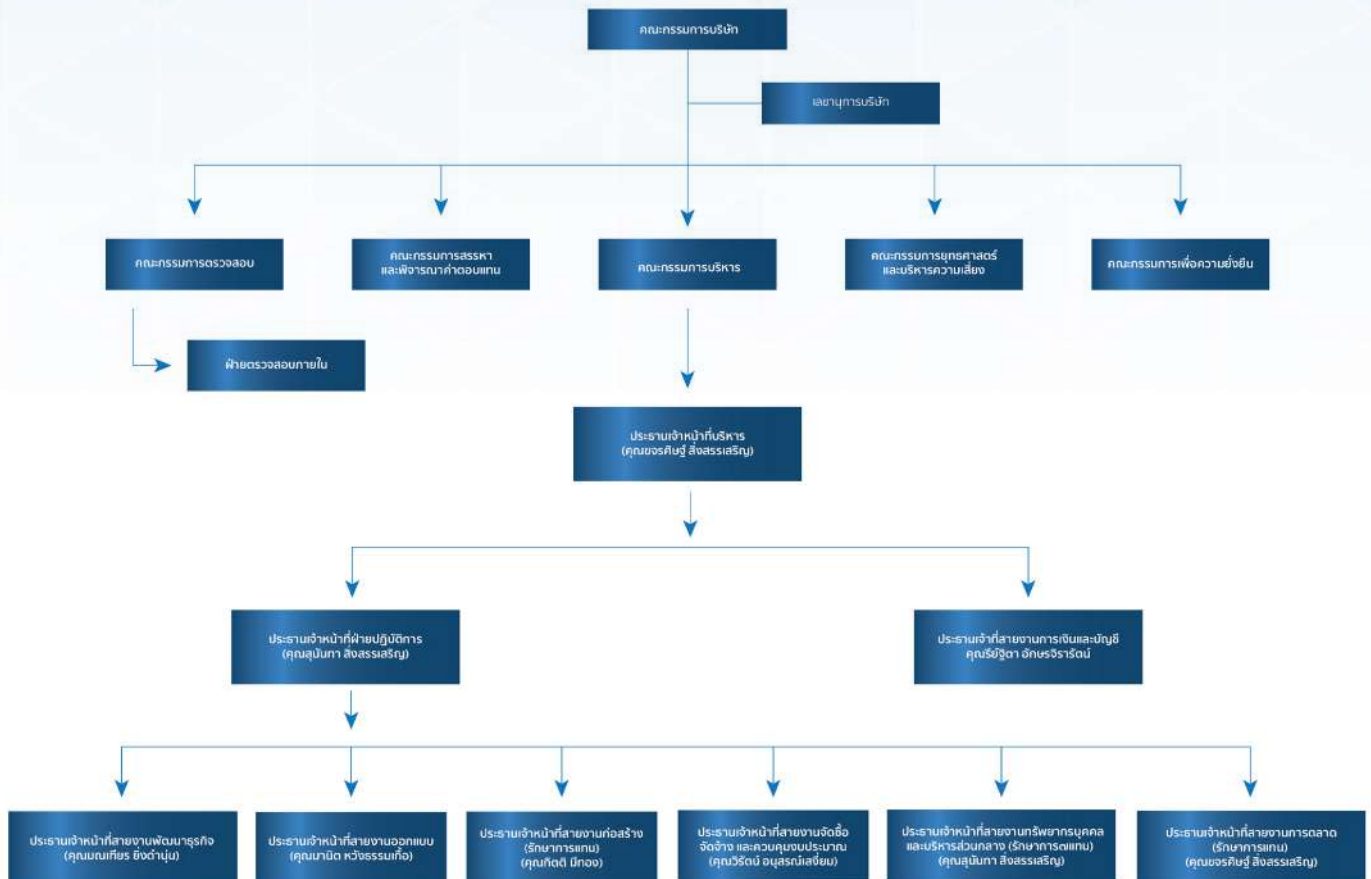 คณะกรรมการบริษัท
เลขานุการบริษัท
คณะกรรมการตรวจสอบ
คณะกรรมการสรรหา
และพิจารณาค่าตอบแทน
คณะกรรมการบริหาร
คณะกรรมการยุทธศาสตร์
และบริหารความเสี่ยง
คณะกรรมการเพื่อความยั่งยืน
ฝ่ายตรวจสอบภายใน
ประธานเจ้าหน้าที่บริหาร
(คุณขจรศิษฐ์ สิ่งสรรเสริญ)
ประธานเจ้าหน้าที่ฝ่ายปฏิบัติการ
(คุณสุนันทา สิ่งสรรเสริญ)
ประธานเจ้าที่สายงานการเงินและบัญชี
คุณรีย์ฐิตา อักษรจิรารัตน์
ประธานเจ้าหน้าที่สายงานพัฒนาธุรกิจ
(คุณมณเฑียร ยิ่งดำนุ่น)
ประธานเจ้าหน้าที่สายงานออกแบบ
(คุณมานิต หวังธรรมเกื้อ)
ประธานเจ้าหน้าที่สายงานก่อสร้าง
(รักษาการแทน)
(คุณกิตติ มีทอง)
ประธานเจ้าหน้าที่สายงานจัดซื้อ
จัดจ้าง และควบคุมงบประมาณ
(คุณวิรัตน์ อนุสรณ์เสงี่ยม)
ประธานเจ้าหน้าที่สายงานทรัพยากรบุคคล
และบริหารส่วนกลาง (รักษาการ๗แทน)
(คุณสุนันทา สิ่งสรรเสริญ)
ประธานเจ้าหน้าที่สายงานการตลาด
(รักษาการแทน)
(คุณขจรศิษฐ์ สิ่งสรรเสริญ)